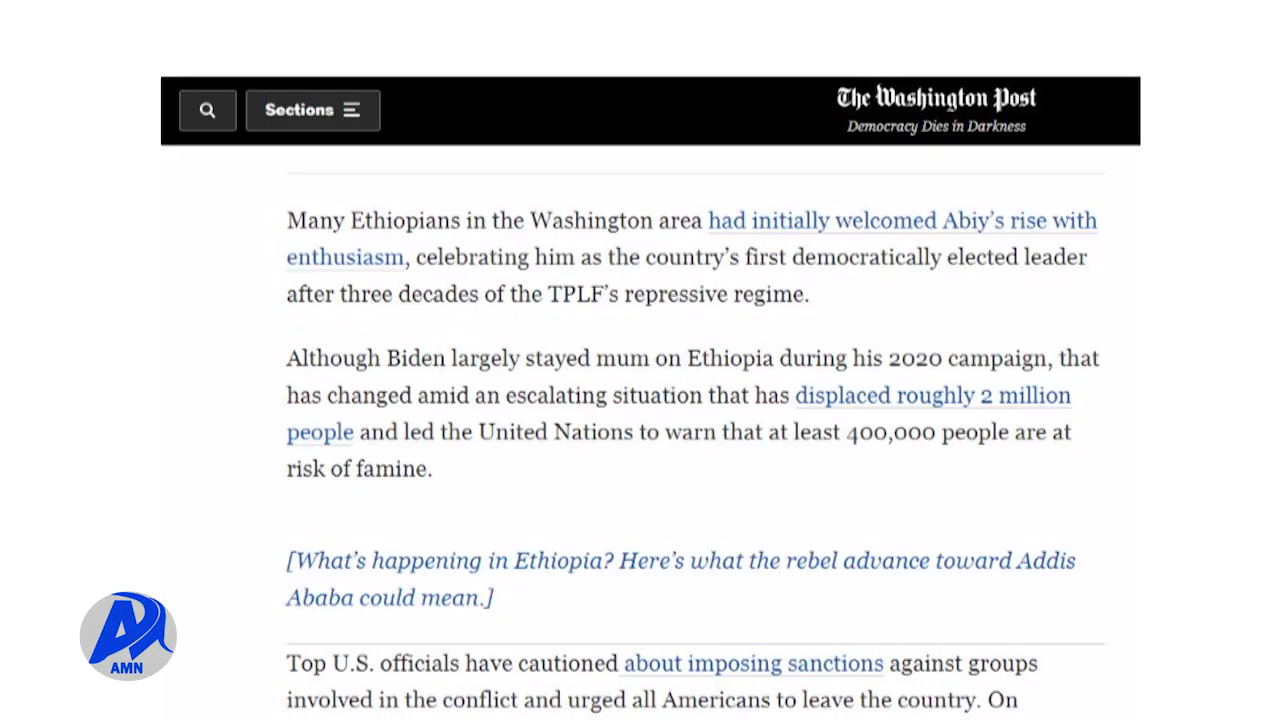 Sections
The Washington Post
Democracy Dies in Darkness
Many Ethiopians in the Washington area had initially welcomed Abiy’s rise with
enthusiasm, celebrating him as the country’s first democratically elected leader
after three decades of the TPLF’s repressive regime.
Although Biden largely stayed mum on Ethiopia during his 2020 campaign, that
has changed amid an escalating situation that has displaced roughly 2 million
people and led the United Nations to warn that at least 400,000 people are at
risk of famine.
[What’s happening in Ethiopia? Here’s what the rebel advance toward Addis
Ababa could mean.]
AMN
Top U.S. officials have cautioned about imposing sanctions against groups
involved in the conflict and urged all Americans to leave the country. On